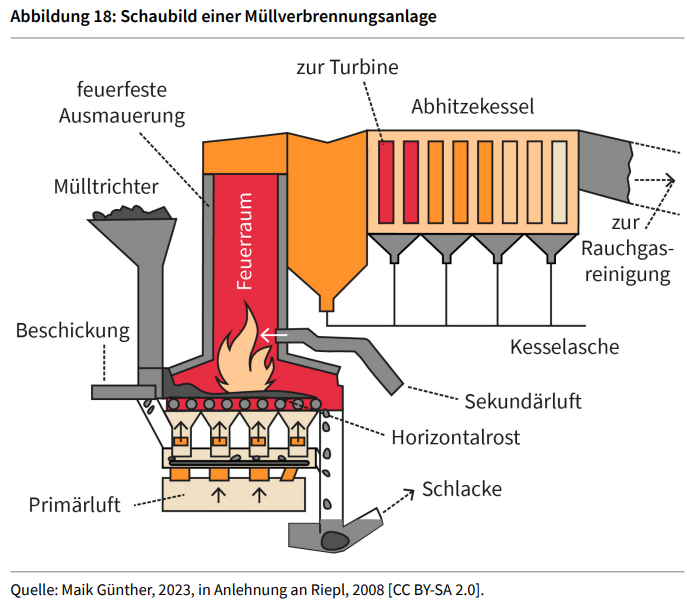 Abbildung 18: Schaubild einer Müllverbrennungsanlage
zur Turbine
feuerfeste
Ausmauerung
Abhitzekessel
Mülltrichter
Feuerraum
zur
Rauchgas-
reinigung
Beschickung
Kesselasche
Sekundärluft
Horizontalrost
Schlacke
Primärluft
Quelle: Maik Günther, 2023, in Anlehnung an Riepl, 2008 [CC BY-SA 2.0].